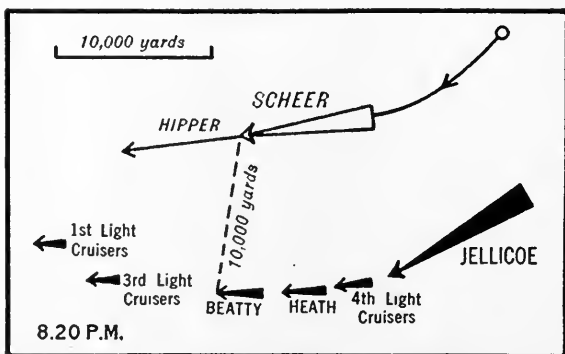 10,000 yards
SCHEER
HIPPER
10,000 yards
1st Light
Cruisers
3rd Light
Cruisers
JELLICOE
BEATTY
HEATH
4th Light
Cruisers
8.20 P.M.